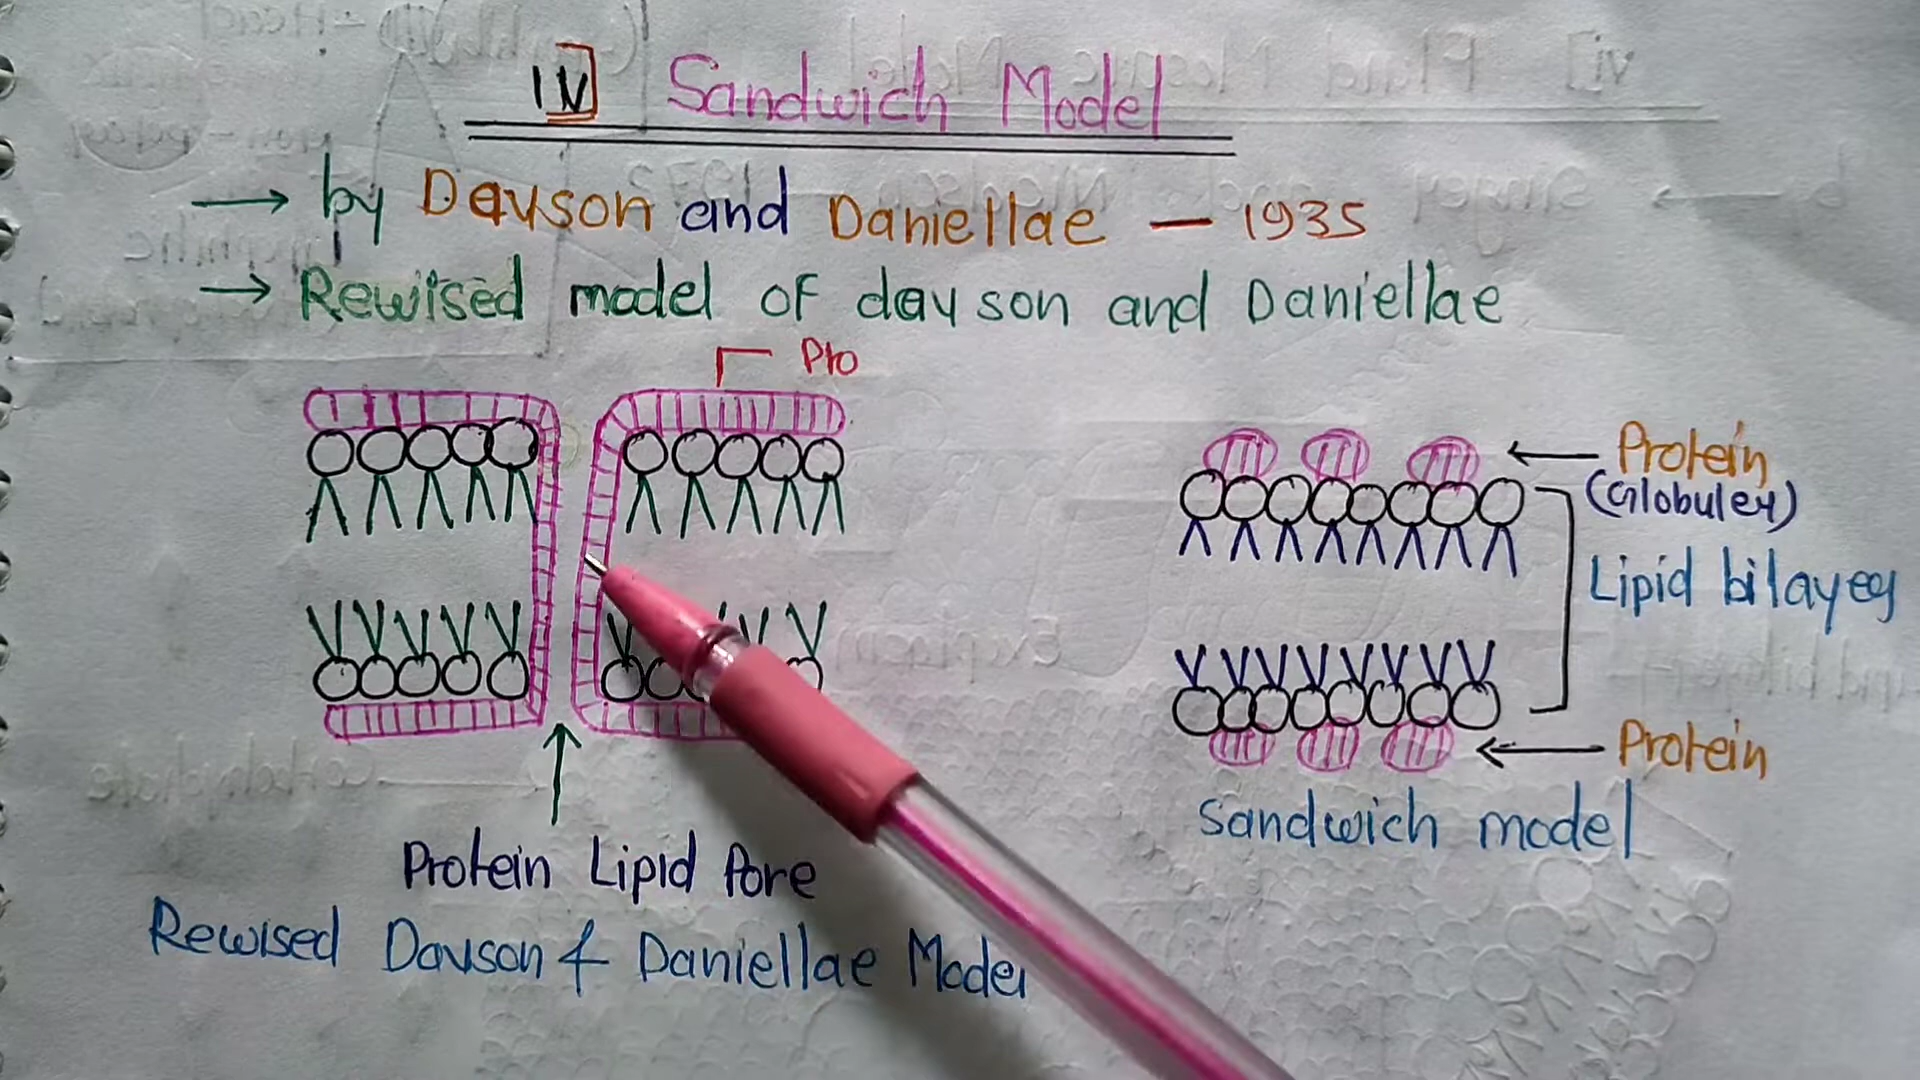 IV] Sandwich Model
→ by Davson and Daniellae — 1935
→ Rewised model of davson and Daniellae
Pro
Protein
(Globuler)
Lipid bilayer
Protein
Sandwich model
Protein Lipid Pore
Rewised Davson & Daniellae Model